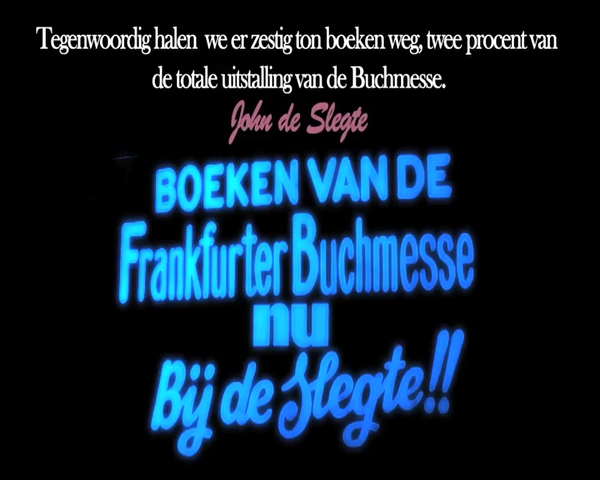 Tegenwoordig halen we er zestig ton boeken weg, twee procent van
de totale uitstalling van de Buchmesse.
John de Slegte
BOEKEN VAN DE
Frankfurter Buchmesse
nu
Bij de Slegte!!